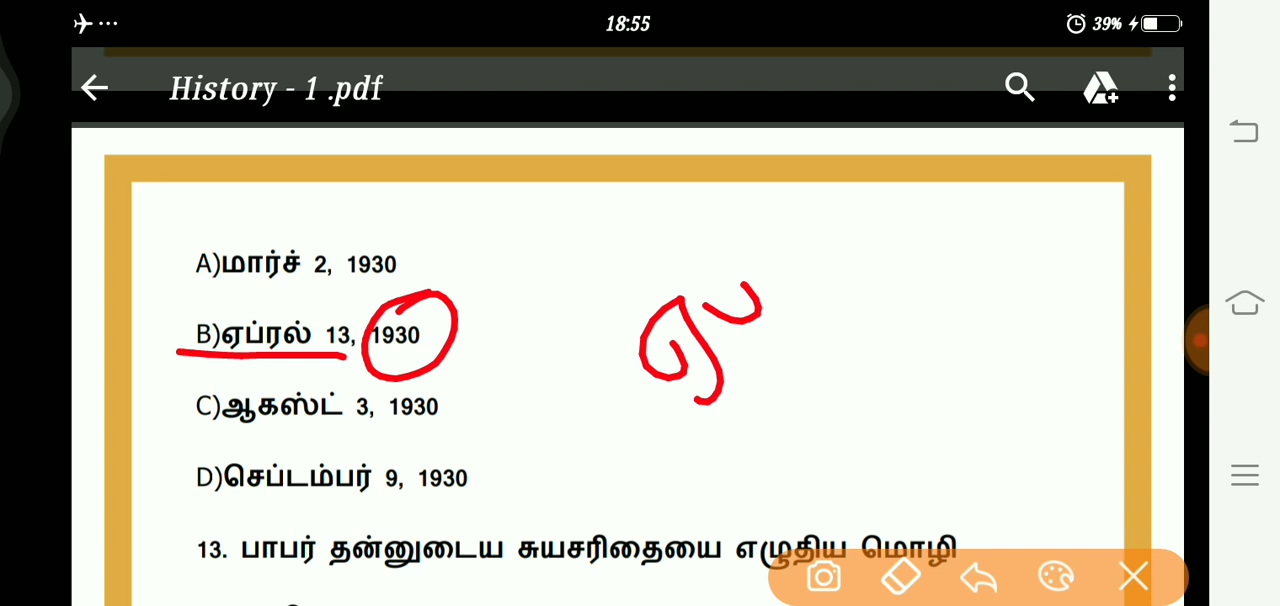 18:55
39%
History - 1 .pdf
A)மார்ச் 2, 1930
B)ஏப்ரல் 13, 1930
C)ஆகஸ்ட் 3, 1930
D)செப்டம்பர் 9, 1930
13. பாபர் தன்னுடைய சுயசரிதையை எழுதிய மொழி